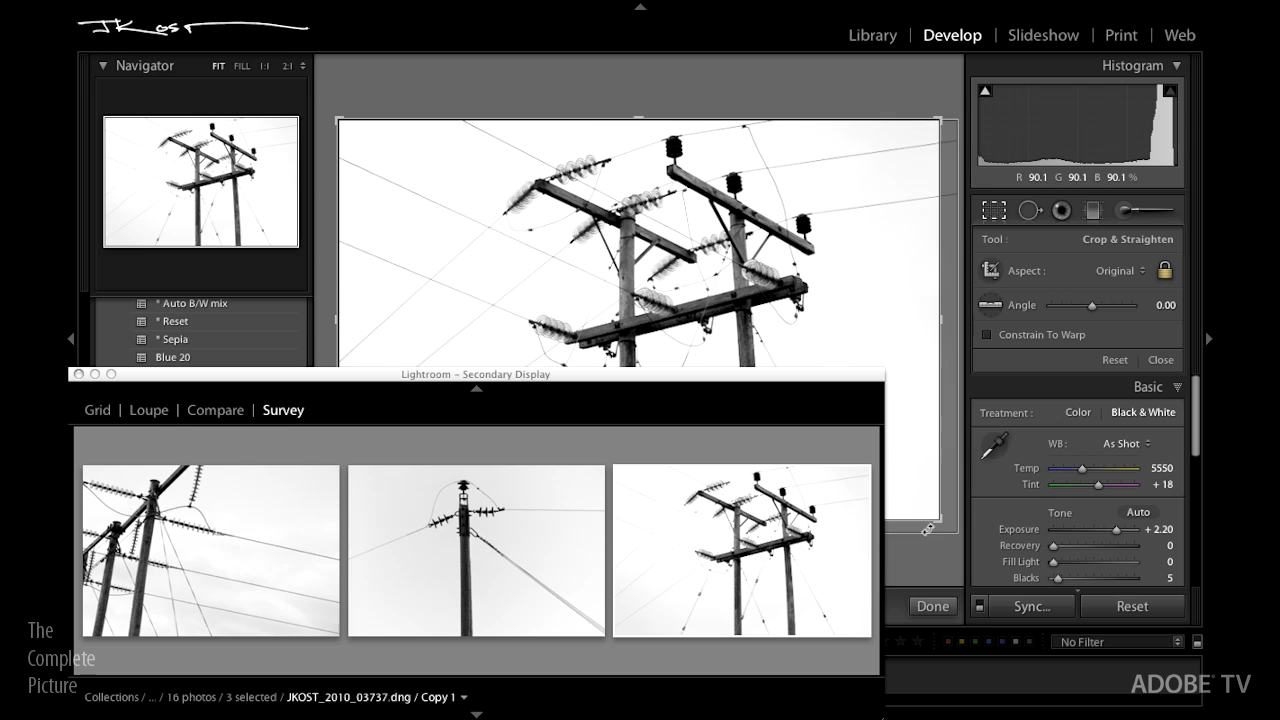 JKost
Library | Develop | Slideshow | Print | Web
Navigator FIT FILL 1:1 2:1
Histogram
R 90.1 G 90.1 B 90.1 %
Tool : Crop & Straighten
Aspect : Original
Angle 0.00
Constrain To Warp
Reset | Close
* Auto B/W mix
* Reset
* Sepia
Blue 20
Basic
Treatment : Color | Black & White
WB : As Shot
Temp 5550
Tint + 18
Tone Auto
Exposure + 2.20
Recovery 0
Fill Light 0
Blacks 5
Done Sync... Reset
No Filter
Lightroom – Secondary Display
Grid | Loupe | Compare | Survey
Collections / ... / 16 photos / 3 selected / JKOST_2010_03737.dng / Copy 1
The
Complete
Picture
ADOBE TV